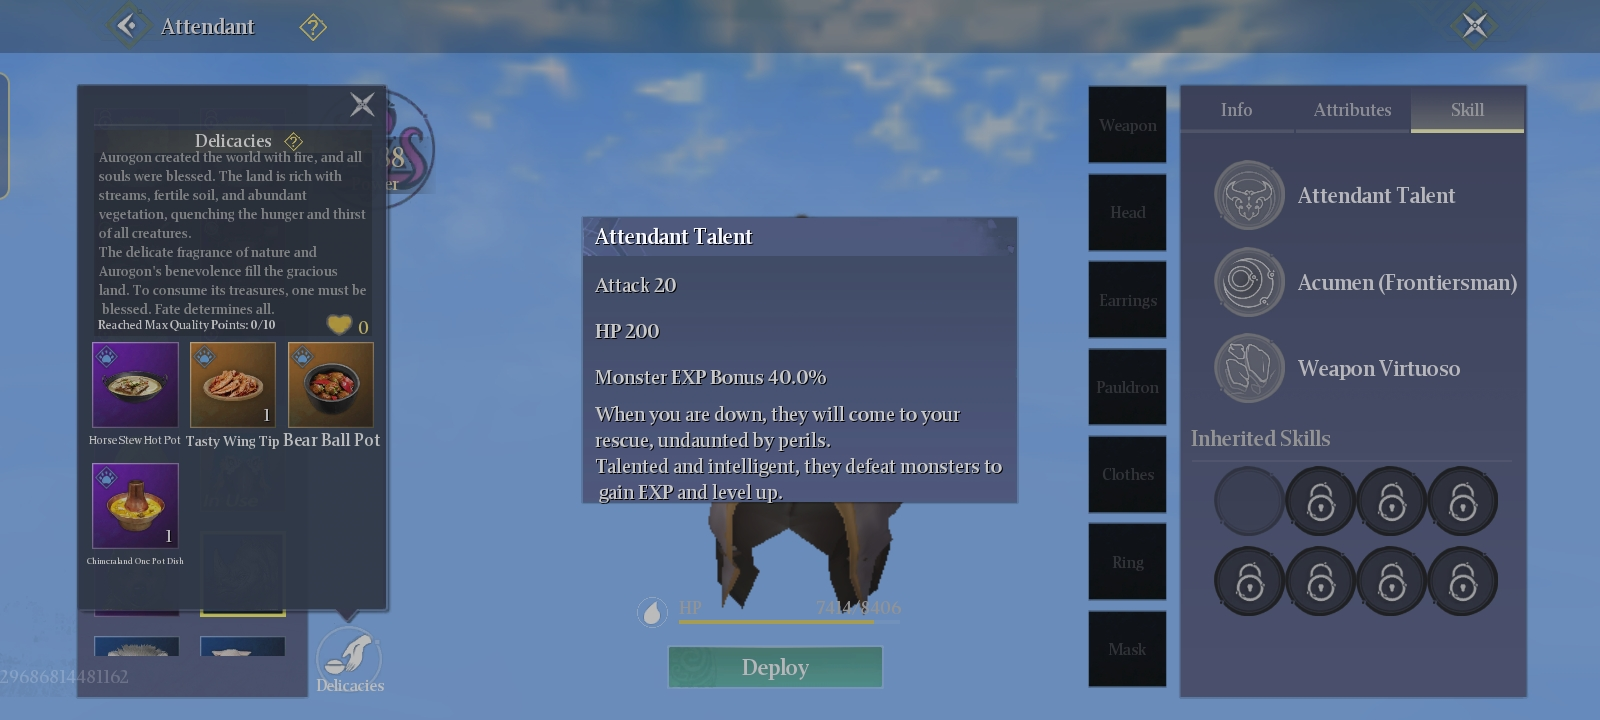 Attendant
Delicacies
Aurogon created the world with fire, and all
souls were blessed. The land is rich with
streams, fertile soil, and abundant
vegetation, quenching the hunger and thirst
of all creatures.
The delicate fragrance of nature and
Aurogon's benevolence fill the gracious
land. To consume its treasures, one must be
blessed. Fate determines all.
Reached Max Quality Points: 0/10
0
1
Horse Stew Hot Pot
Tasty Wing Tip
Bear Ball Pot
1
Chimeraland One Pot Dish
29686814481162
Delicacies
Attendant Talent
Attack 20
HP 200
Monster EXP Bonus 40.0%
When you are down, they will come to your
rescue, undaunted by perils.
Talented and intelligent, they defeat monsters to
gain EXP and level up.
HP
7414/8406
Deploy
Weapon
Head
Earrings
Pauldron
Clothes
Ring
Mask
Info
Attributes
Skill
Attendant Talent
Acumen (Frontiersman)
Weapon Virtuoso
Inherited Skills